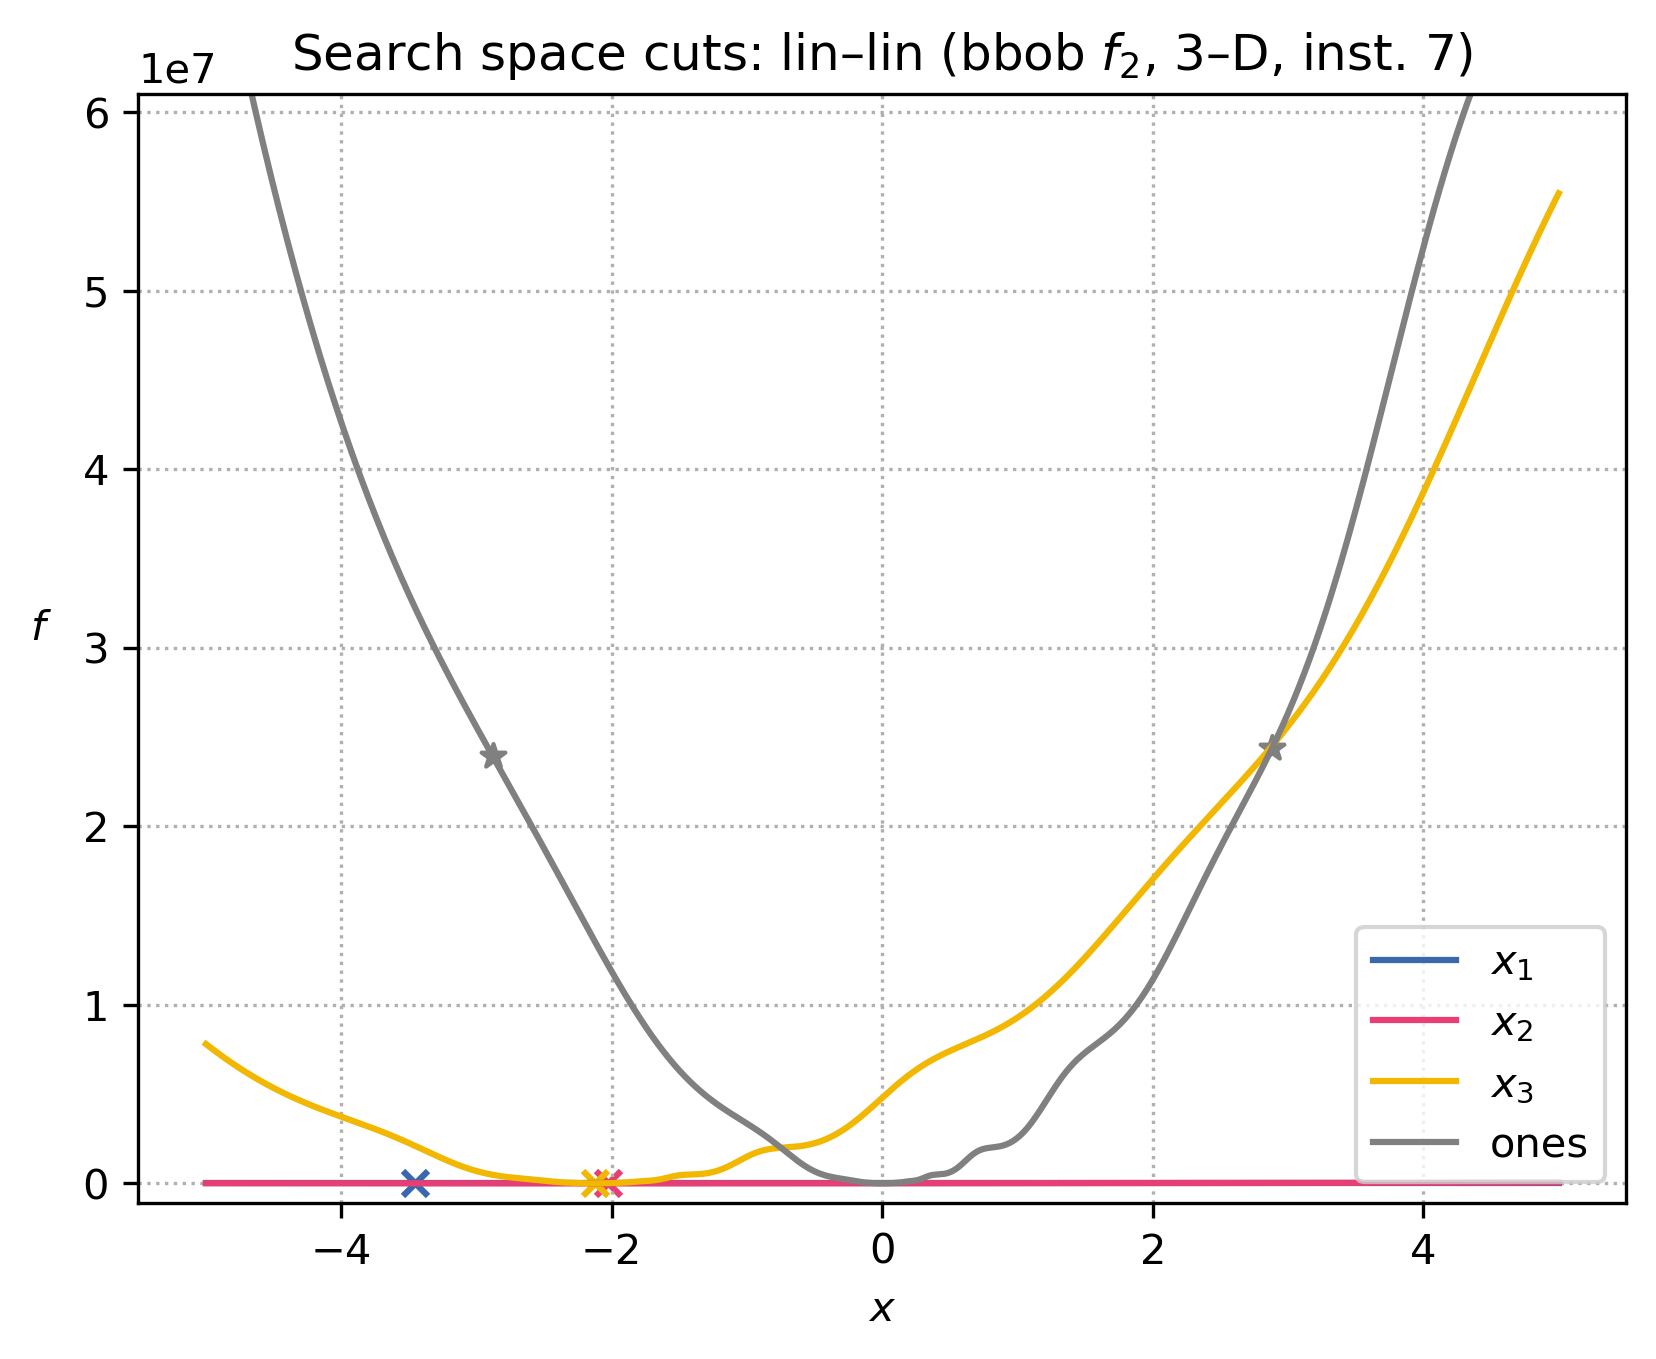 Search space cuts: lin–lin (bbob f₂, 3–D, inst. 7)
1e7
6
5
4
3
2
1
0
f
−4
−2
0
2
4
x
x₁
x₂
x₃
ones